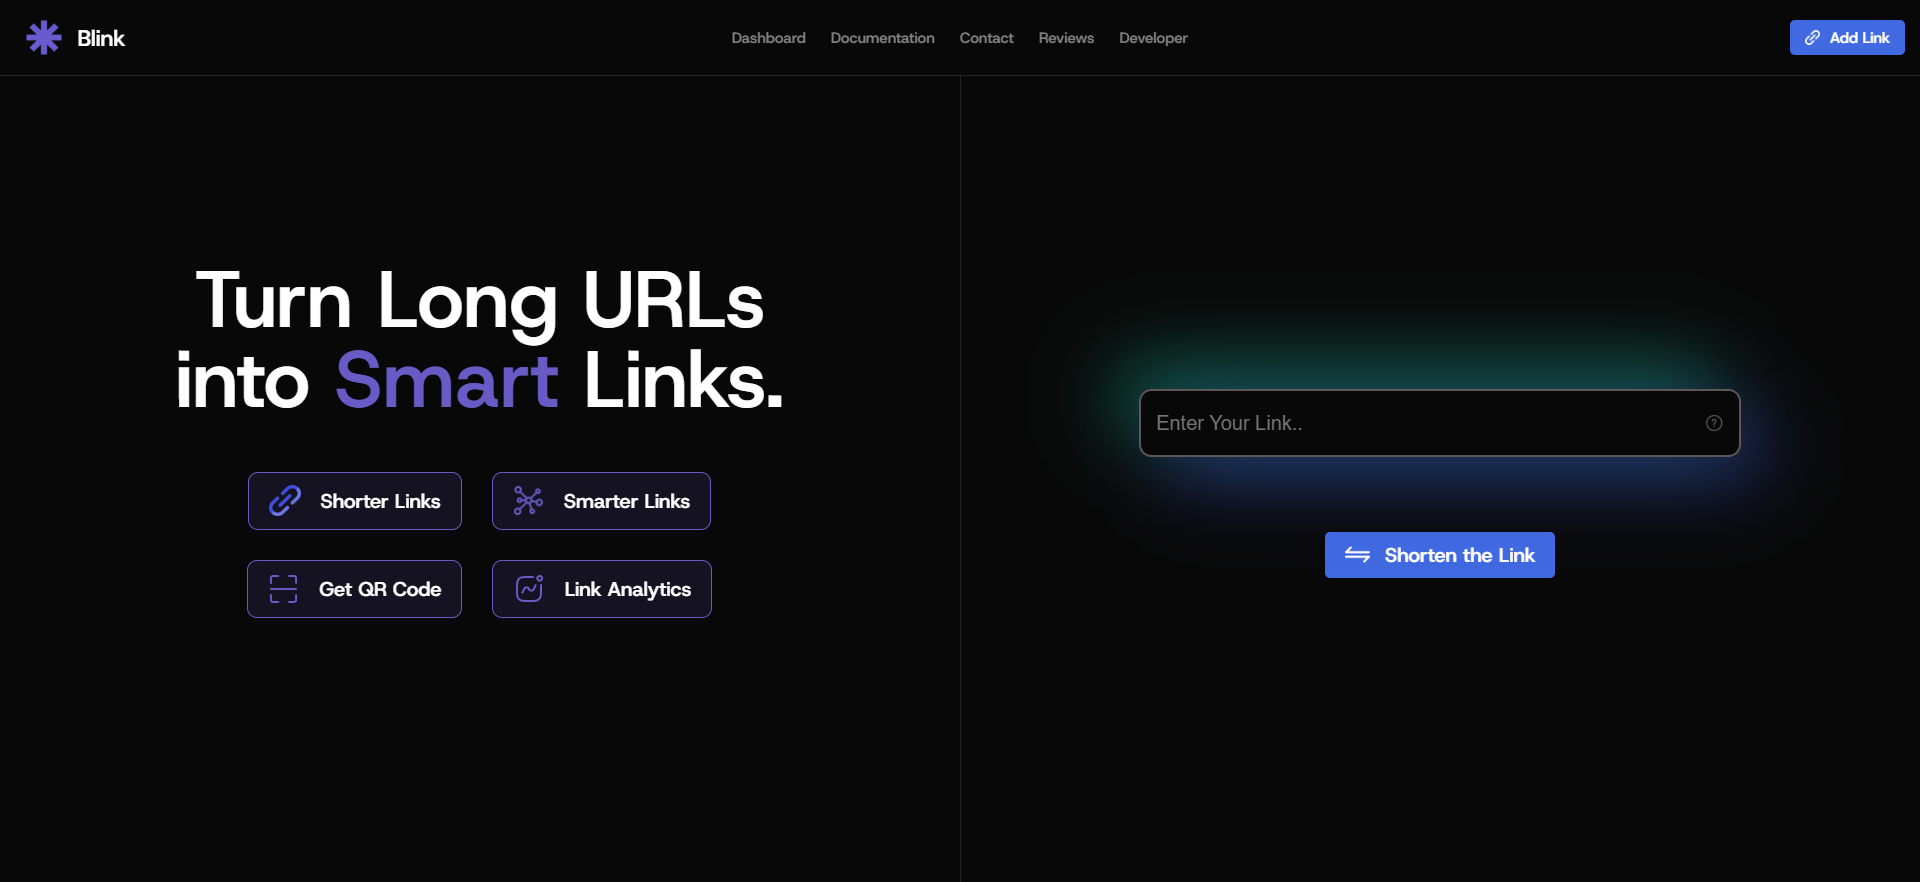 Blink
Dashboard Documentation Contact Reviews Developer
Add Link
Turn Long URLs
into Smart Links.
Shorter Links
Smarter Links
Get QR Code
Link Analytics
Enter Your Link..
?
Shorten the Link